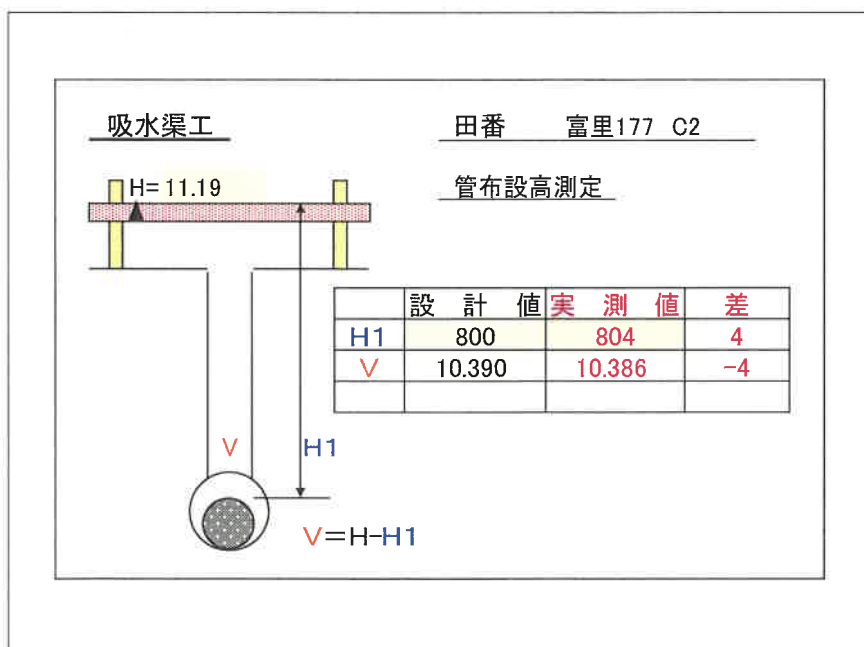 吸水渠工
田番 富里177 C2
H= 11.19
管布設高測定
設 計 値 実 測 値 差
H1 800 804 4
V 10.390 10.386 -4
V H1
V=H-H1